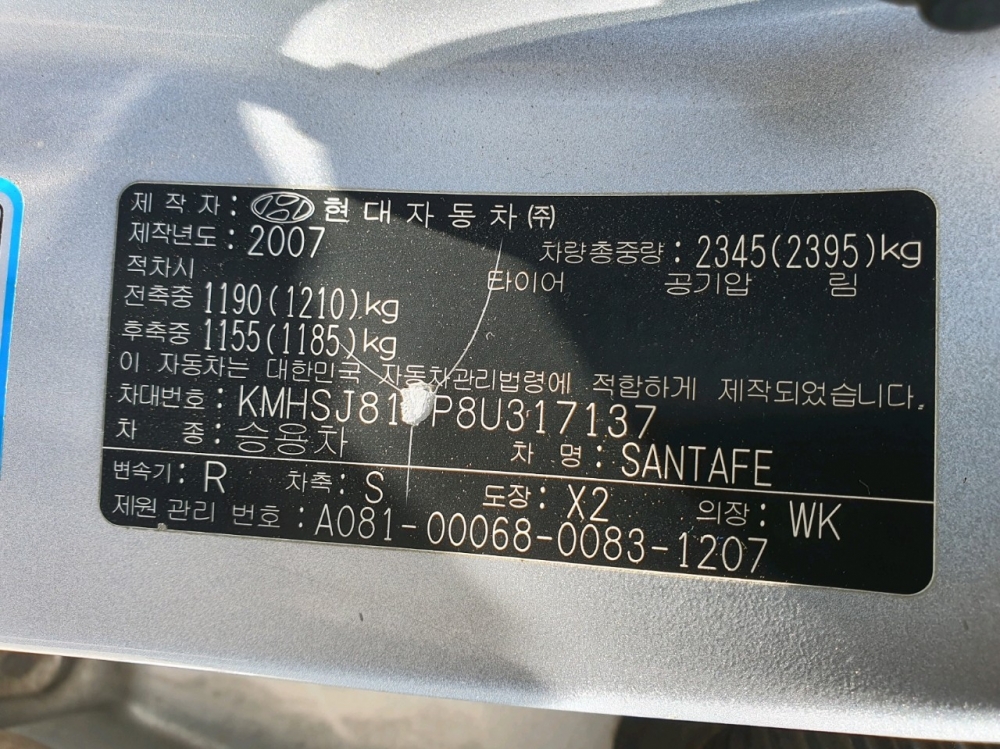 제작자 : 현대자동차(주)
제작년도 : 2007
차량총중량 : 2345(2395)kg
적차시
타이어 공기압 림
전축중 1190(1210)kg
후축중 1155(1185)kg
이 자동차는 대한민국 자동차관리법령에 적합하게 제작되었습니다.
차대번호 : KMHSJ81 P8U317137
차 종 : 승용차 차 명 : SANTAFE
변속기 : R 차축 : S 도장 : X2 의장 : WK
제원 관리 번호 : A081-00068-0083-1207